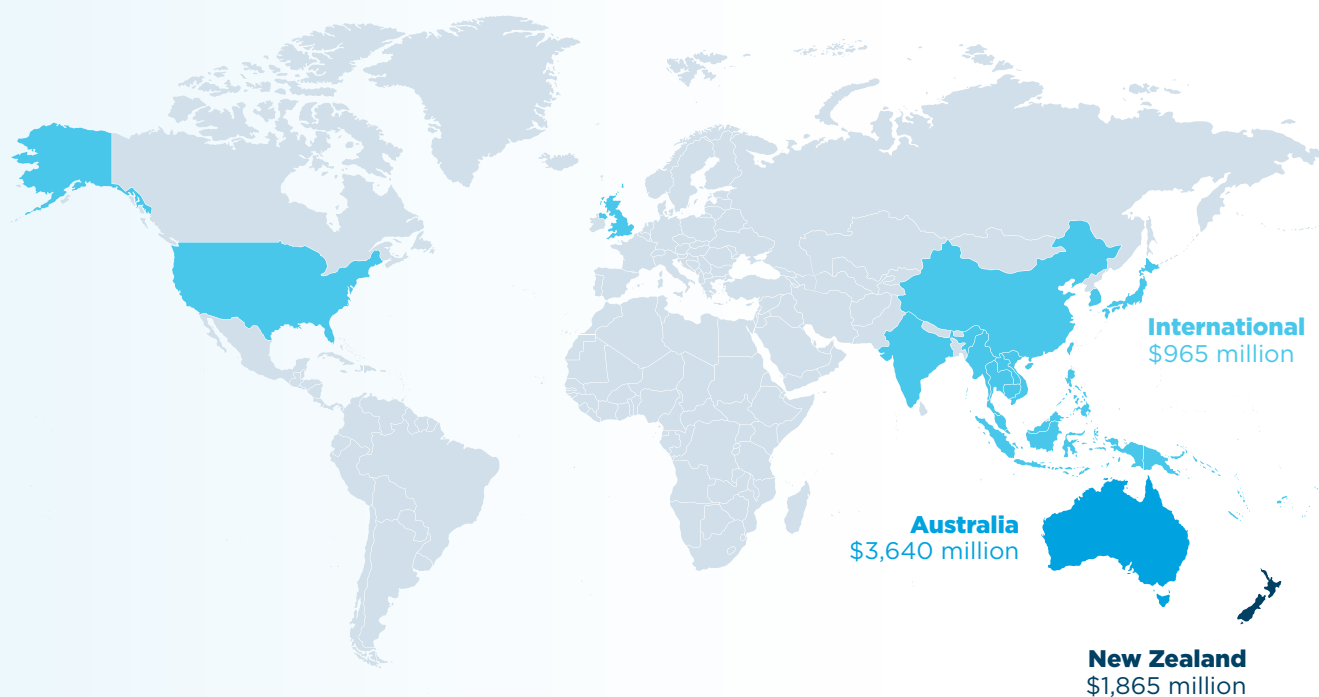 International
$965 million
Australia
$3,640 million
New Zealand
$1,865 million